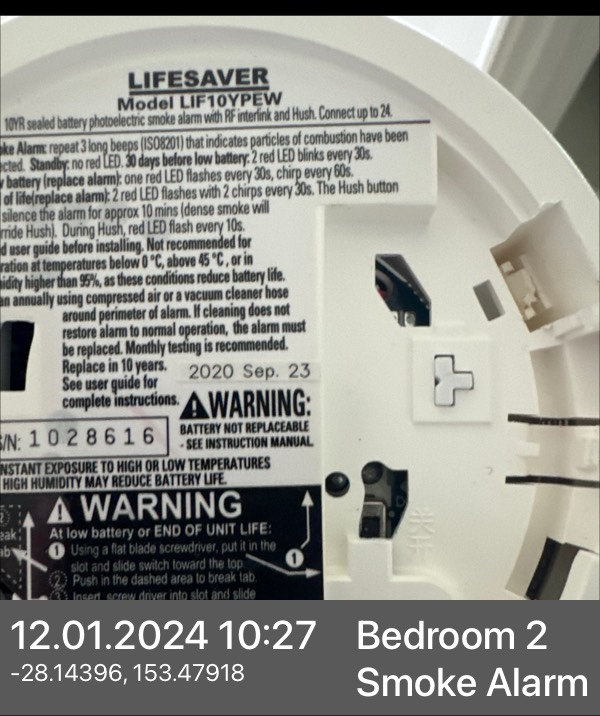 LIFESAVER
Model LIF10YPEW
10YR sealed battery photoelectric smoke alarm with RF interlink and Hush. Connect up to 24.
Alarm: repeat 3 long beeps (ISO8201) that indicates particles of combustion have been
Standby: no red LED. 30 days before low battery: 2 red LED blinks every 30s.
battery (replace alarm): one red LED flashes every 30s, chirp every 60s.
of life(replace alarm): 2 red LED flashes with 2 chirps every 30s. The Hush button
silence the alarm for approx 10 mins (dense smoke will
Hush). During Hush, red LED flash every 10s.
user guide before installing. Not recommended for
at temperatures below 0 °C, above 45 °C, or in
higher than 95%, as these conditions reduce battery life.
annually using compressed air or a vacuum cleaner hose
around perimeter of alarm. If cleaning does not
restore alarm to normal operation, the alarm must
be replaced. Monthly testing is recommended.
Replace in 10 years.
See user guide for
complete instructions.
2020 Sep. 23
WARNING:
BATTERY NOT REPLACEABLE
- SEE INSTRUCTION MANUAL
S/N: 1028616
EXPOSURE TO HIGH OR LOW TEMPERATURES
HIGH HUMIDITY MAY REDUCE BATTERY LIFE.
WARNING
At low battery or END OF UNIT LIFE:
1 Using a flat blade screwdriver, put it in the
slot and slide switch toward the top
2 Push in the dashed area to break tab.
3 Insert screw driver into slot and slide
1
12.01.2024 10:27
-28.14396, 153.47918
Bedroom 2
Smoke Alarm